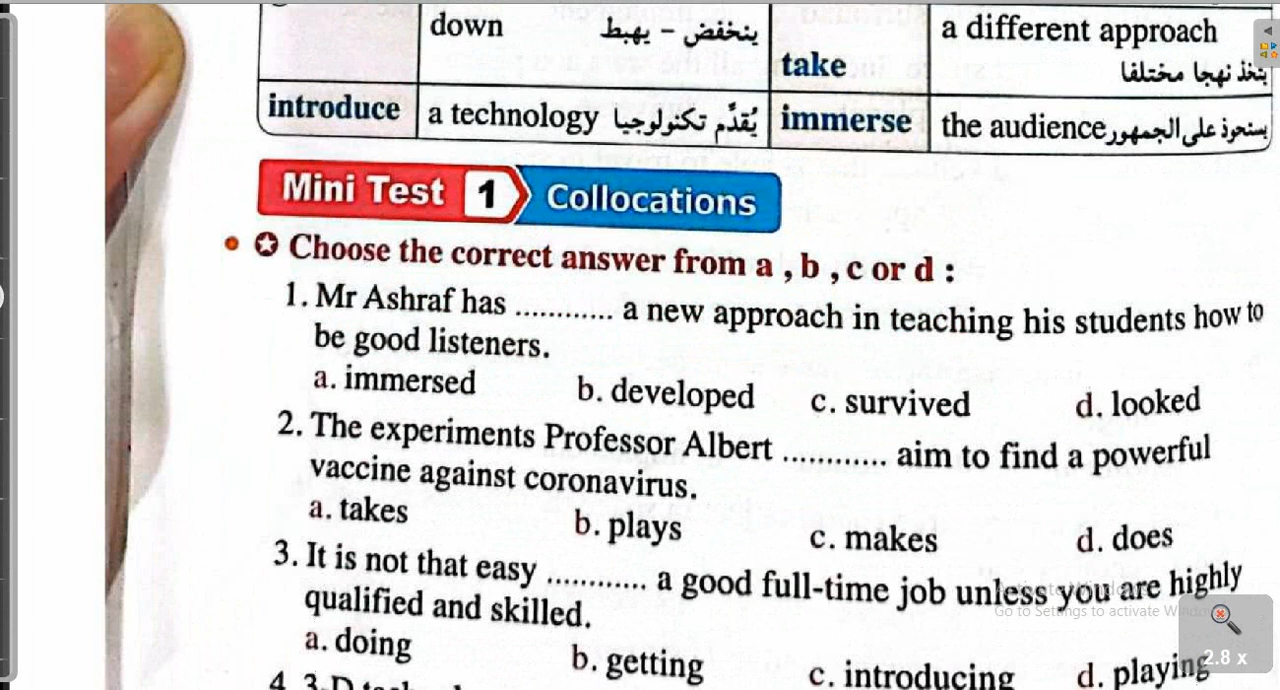 down ينخفض - يهبط
a different approach
take
يتخذ نهجا مختلفا
introduce a technology يُقدَّم تكنولوجيا immerse the audience يستحوذ على الجمهور
Mini Test 1 Collocations
Choose the correct answer from a , b , c or d :
1. Mr Ashraf has ............ a new approach in teaching his students how to
be good listeners.
a. immersed b. developed c. survived d. looked
2. The experiments Professor Albert ............ aim to find a powerful
vaccine against coronavirus.
a. takes b. plays c. makes d. does
3. It is not that easy ............ a good full-time job unless you are highly
qualified and skilled.
Go to Settings to activate
a. doing b. getting c. introducing d. playing
2.8 x